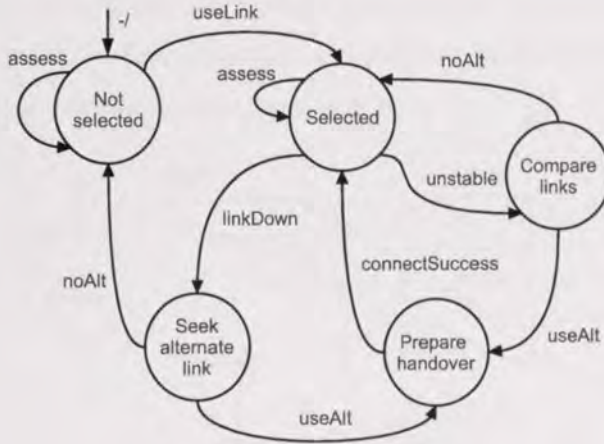 -/
useLink
assess
Not
selected
assess
Selected
noAlt
Compare
links
unstable
linkDown
connectSuccess
noAlt
useAlt
Seek
alternate
link
Prepare
handover
useAlt